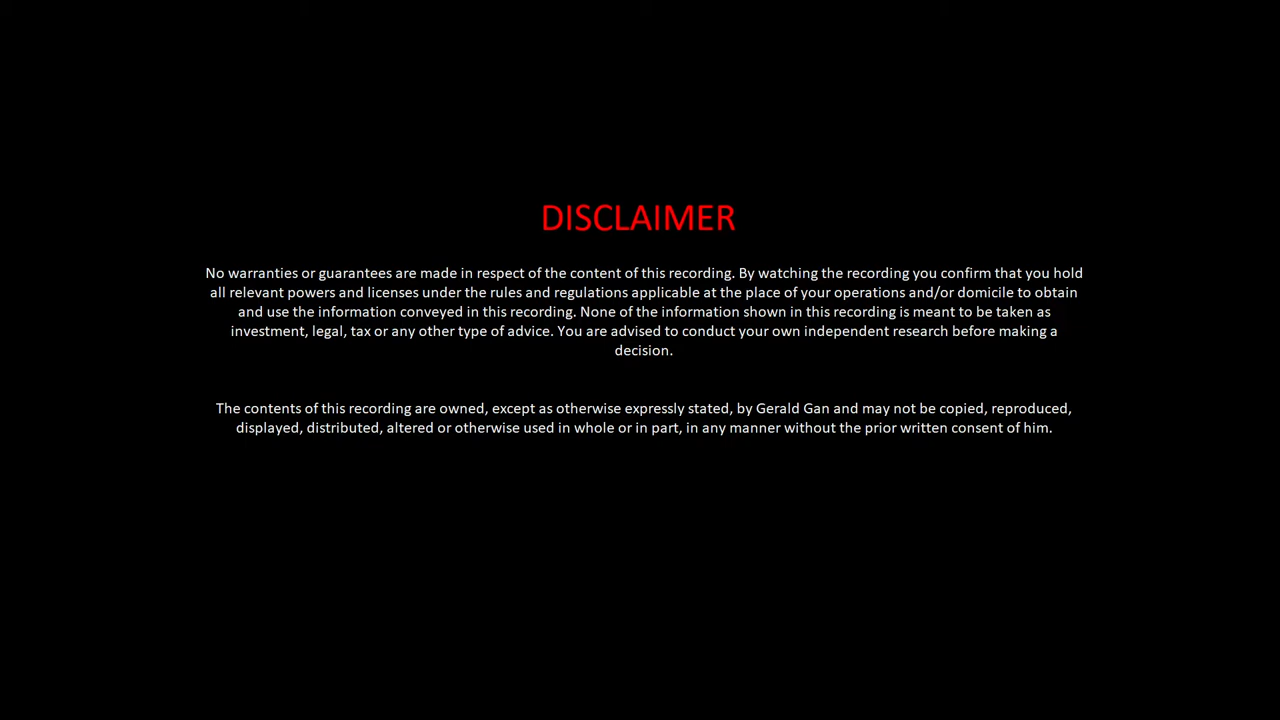 DISCLAIMER
No warranties or guarantees are made in respect of the content of this recording. By watching the recording you confirm that you hold
all relevant powers and licenses under the rules and regulations applicable at the place of your operations and/or domicile to obtain
and use the information conveyed in this recording. None of the information shown in this recording is meant to be taken as
investment, legal, tax or any other type of advice. You are advised to conduct your own independent research before making a
decision.
The contents of this recording are owned, except as otherwise expressly stated, by Gerald Gan and may not be copied, reproduced,
displayed, distributed, altered or otherwise used in whole or in part, in any manner without the prior written consent of him.